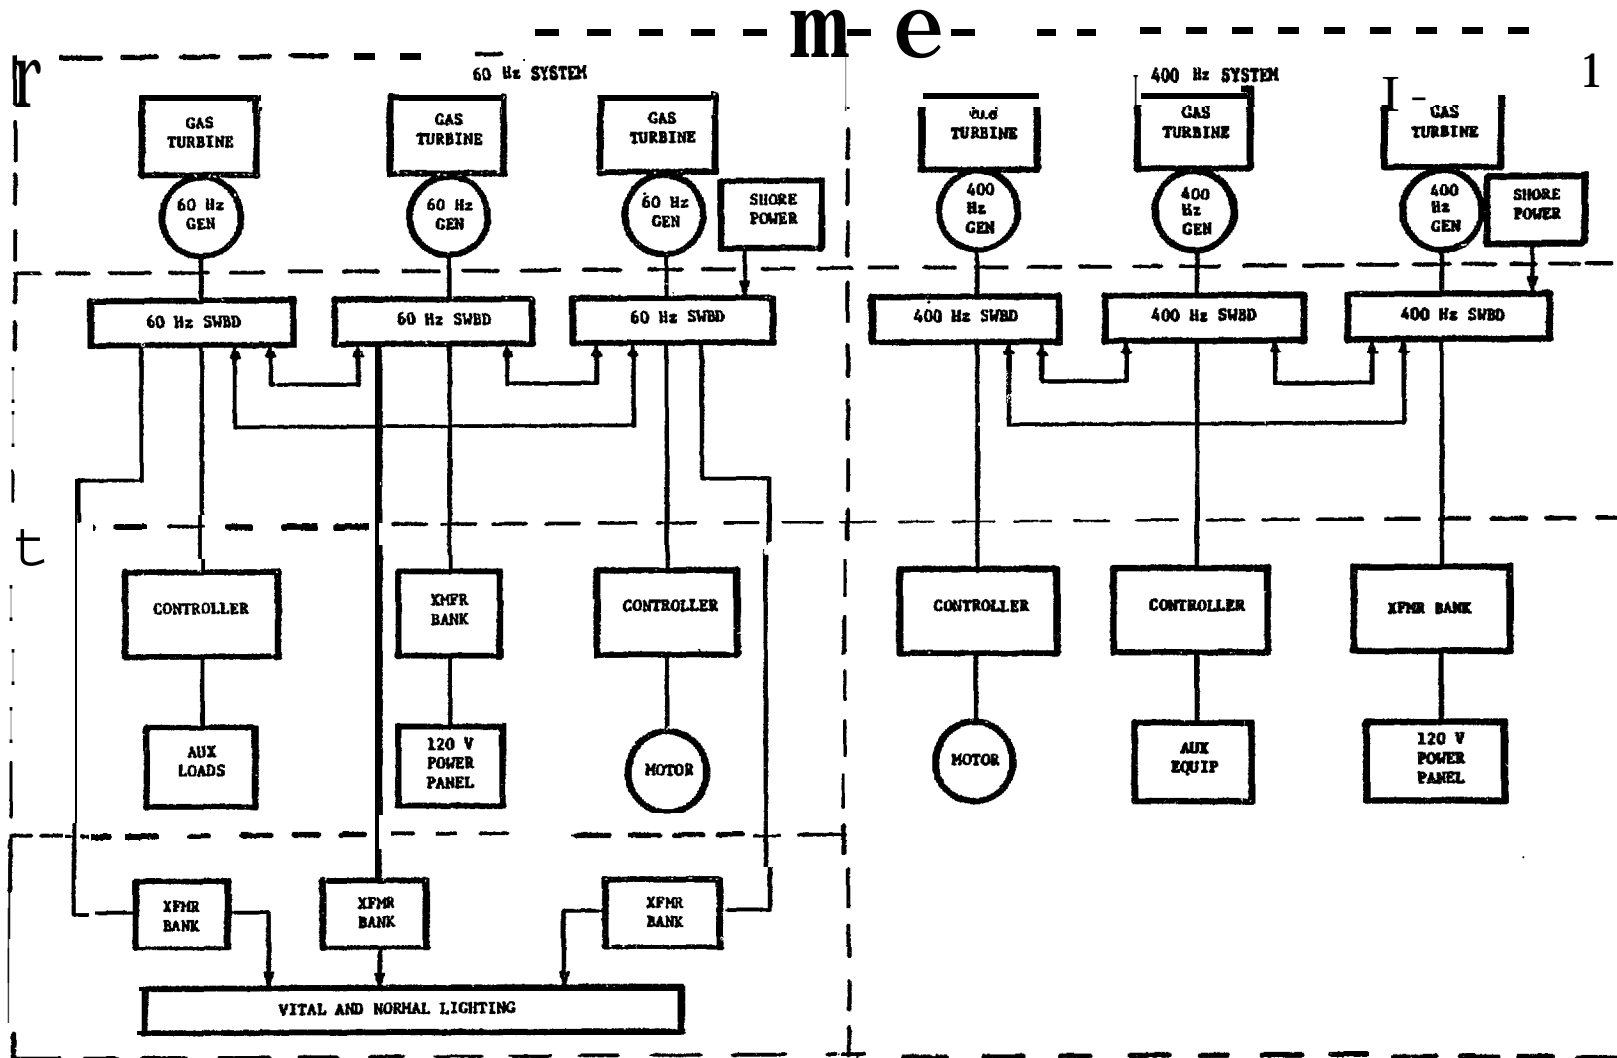 m e
r
1
60 Hz SYSTEM
400 Hz SYSTEM
I -
GAS
TURBINE
GAS
TURBINE
GAS
TURBINE
TURBINE
GAS
TURBINE
GAS
TURBINE
60 Hz
GEN
60 Hz
GEN
60 Hz
GEN
SHORE
POWER
400
Hz
GEN
400
Hz
GEN
400
Hz
GEN
SHORE
POWER
60 Hz SWBD
60 Hz SWBD
60 Hz SWBD
400 Hz SWBD
400 Hz SWBD
400 Hz SWBD
t
CONTROLLER
XMFR
BANK
CONTROLLER
CONTROLLER
CONTROLLER
XFMR BANK
AUX
LOADS
120 V
POWER
PANEL
MOTOR
MOTOR
AUX
EQUIP
120 V
POWER
PANEL
XFMR
BANK
XFMR
BANK
XFMR
BANK
VITAL AND NORMAL LIGHTING